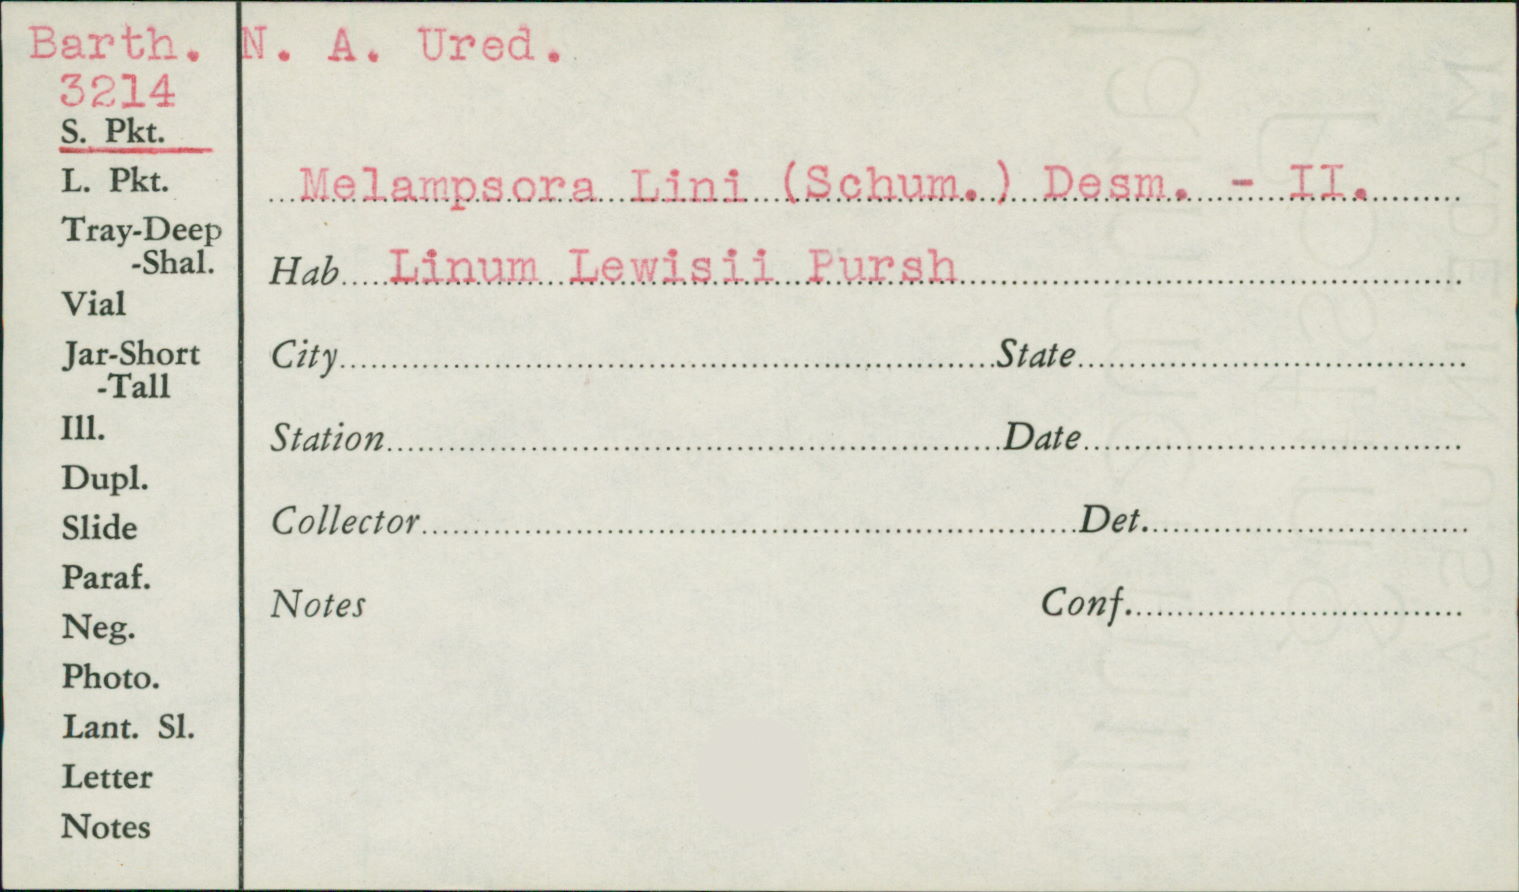 Barth. N. A. Ured.
3214
S. Pkt.
L. Pkt.
Tray-Deep
-Shal.
Vial
Jar-Short
-Tall
Ill.
Dupl.
Slide
Paraf.
Neg.
Photo.
Lant. Sl.
Letter
Notes
Melampsora Lini (Schum.) Desm. - II.
Hab Linum Lewisii Pursh
City State
Station Date
Collector Det.
Notes Conf.
MADE IN U.S.A.